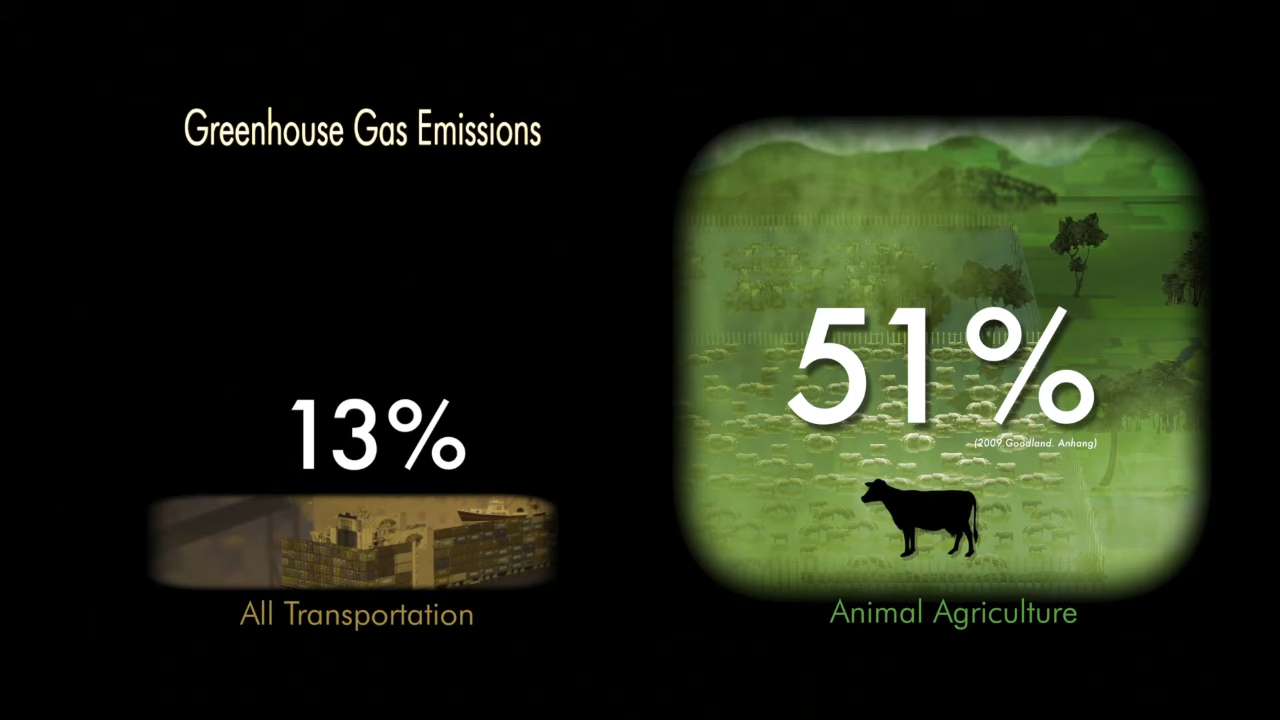 Greenhouse Gas Emissions
13%
All Transportation
51%
(2009 Goodland. Anhang)
Animal Agriculture